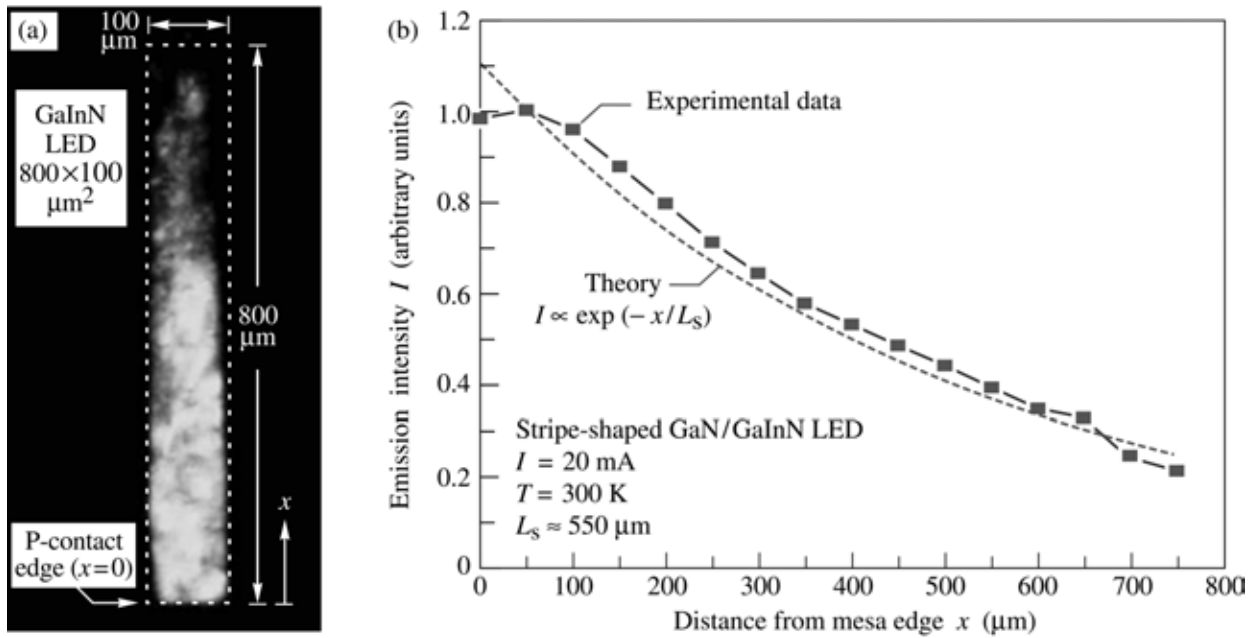 (a)
100
μm
GaInN
LED
800×100
μm²
800
μm
x
P-contact
edge (x=0)
(b)
Emission intensity I (arbitrary units)
1.2
1.0
0.8
0.6
0.4
0.2
0
Experimental data
Theory
I ∝ exp (− x/Lₛ)
Stripe-shaped GaN/GaInN LED
I = 20 mA
T = 300 K
Lₛ ≈ 550 μm
0 100 200 300 400 500 600 700 800
Distance from mesa edge x (μm)